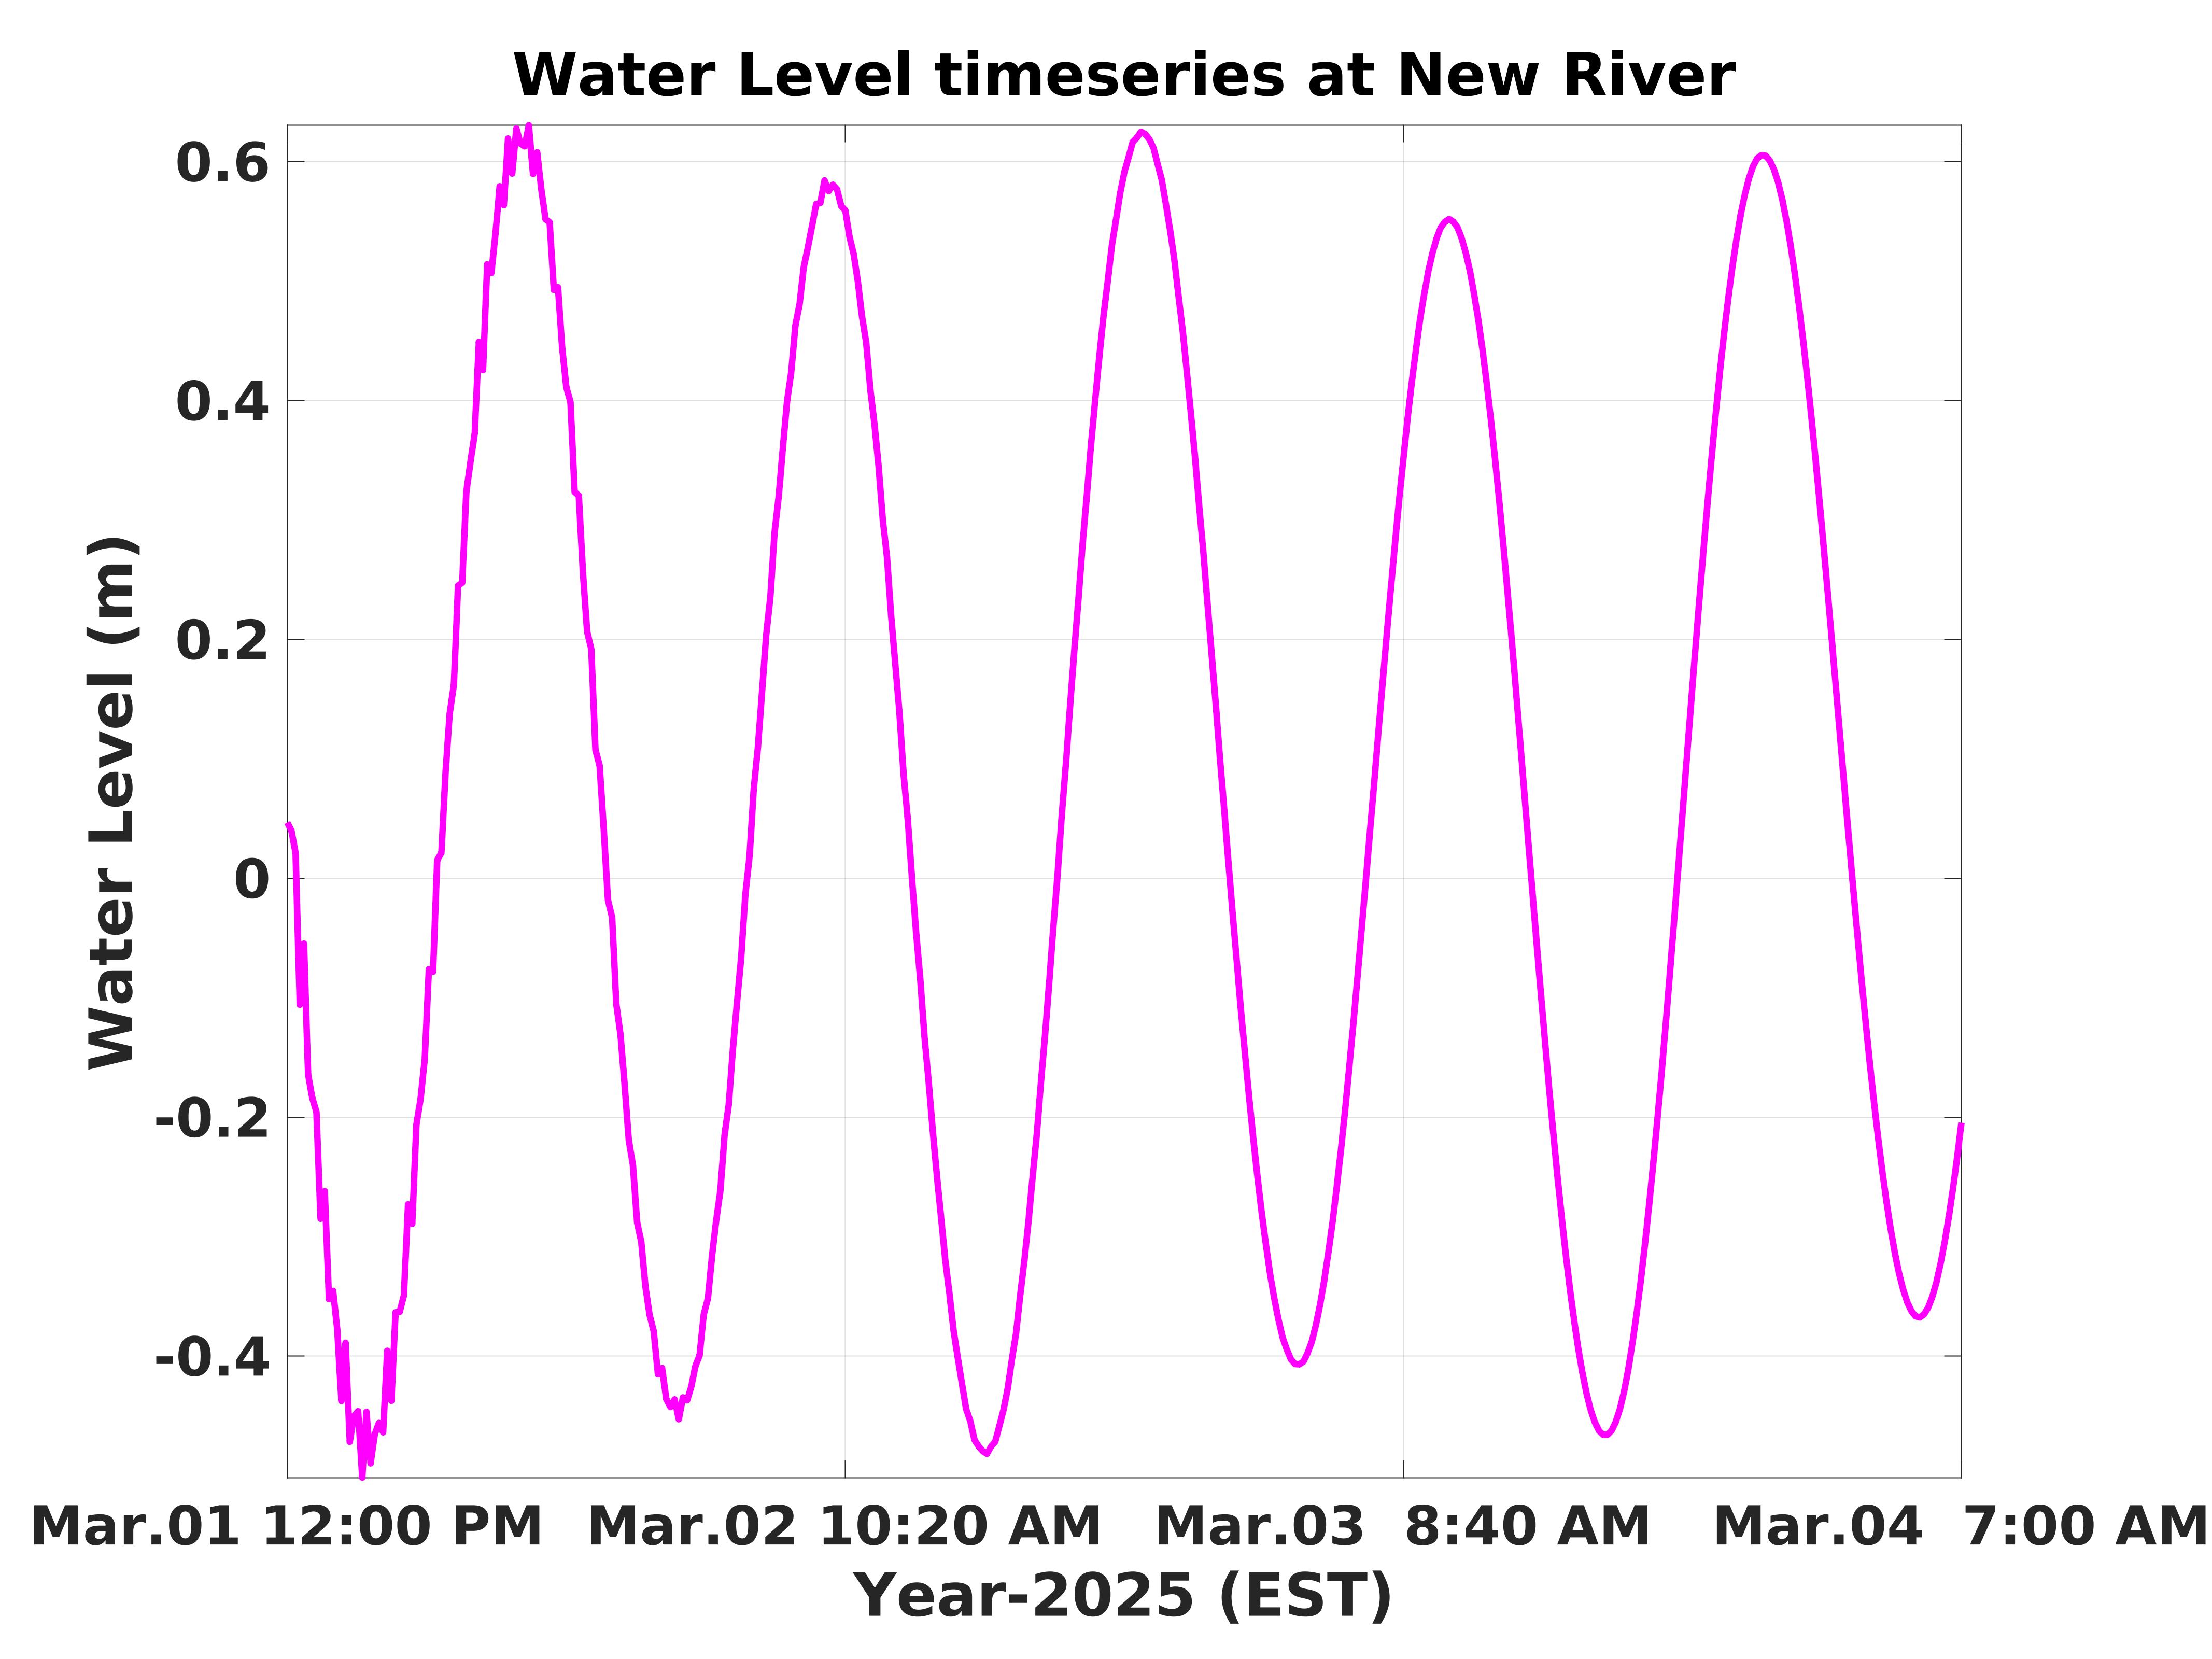 Water Level timeseries at New River
0.6
0.4
0.2
0
-0.2
-0.4
Water Level (m)
Mar.01 12:00 PM Mar.02 10:20 AM Mar.03 8:40 AM Mar.04 7:00 AM
Year-2025 (EST)